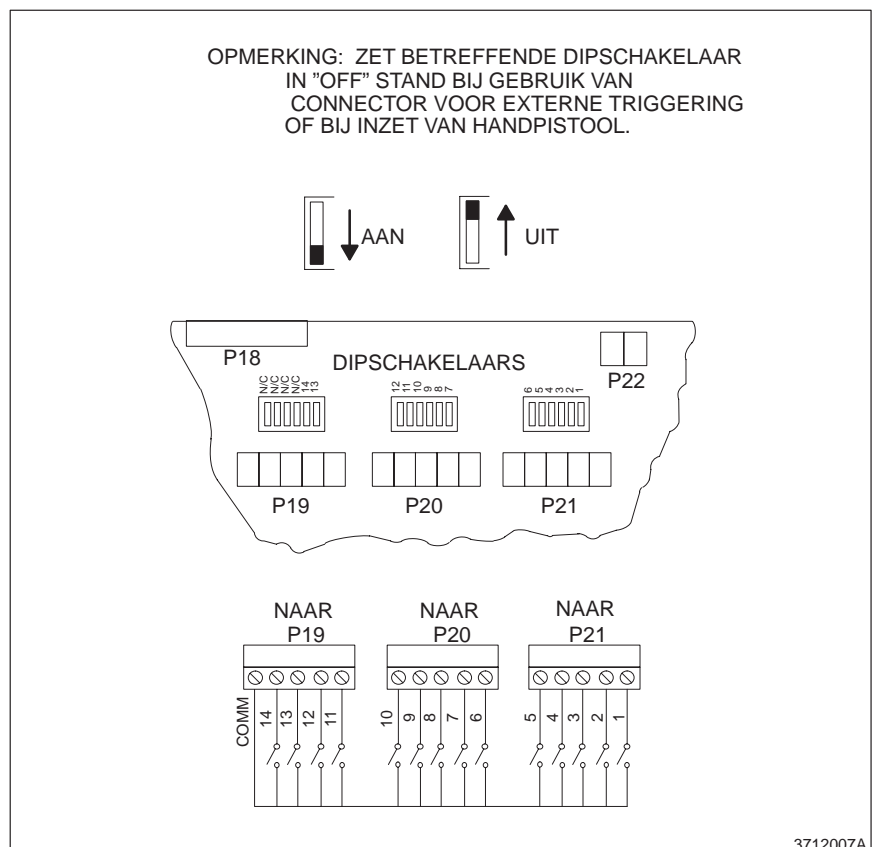 OPMERKING: ZET BETREFFENDE DIPSCHAKELAAR
IN ”OFF” STAND BIJ GEBRUIK VAN
CONNECTOR VOOR EXTERNE TRIGGERING
OF BIJ INZET VAN HANDPISTOOL.
AAN
UIT
P18
DIPSCHAKELAARS
P22
N/C N/C N/C N/C 14 13
12 11 10 9 8 7
6 5 4 3 2 1
P19
P20
P21
NAAR
P19
NAAR
P20
NAAR
P21
COMM 14 13 12 11
10 9 8 7 6
5 4 3 2 1
3712007A